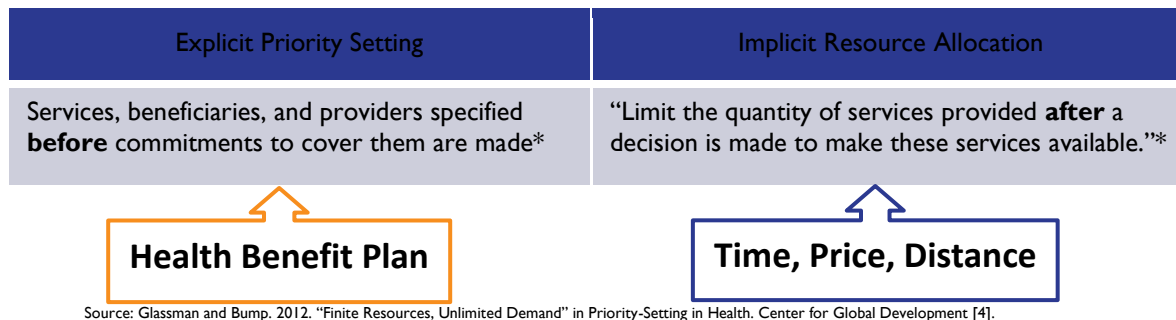 Explicit Priority Setting
Implicit Resource Allocation
Services, beneficiaries, and providers specified
before commitments to cover them are made*
“Limit the quantity of services provided after a
decision is made to make these services available.”*
Health Benefit Plan
Time, Price, Distance
Source: Glassman and Bump. 2012. “Finite Resources, Unlimited Demand” in Priority-Setting in Health. Center for Global Development [4].